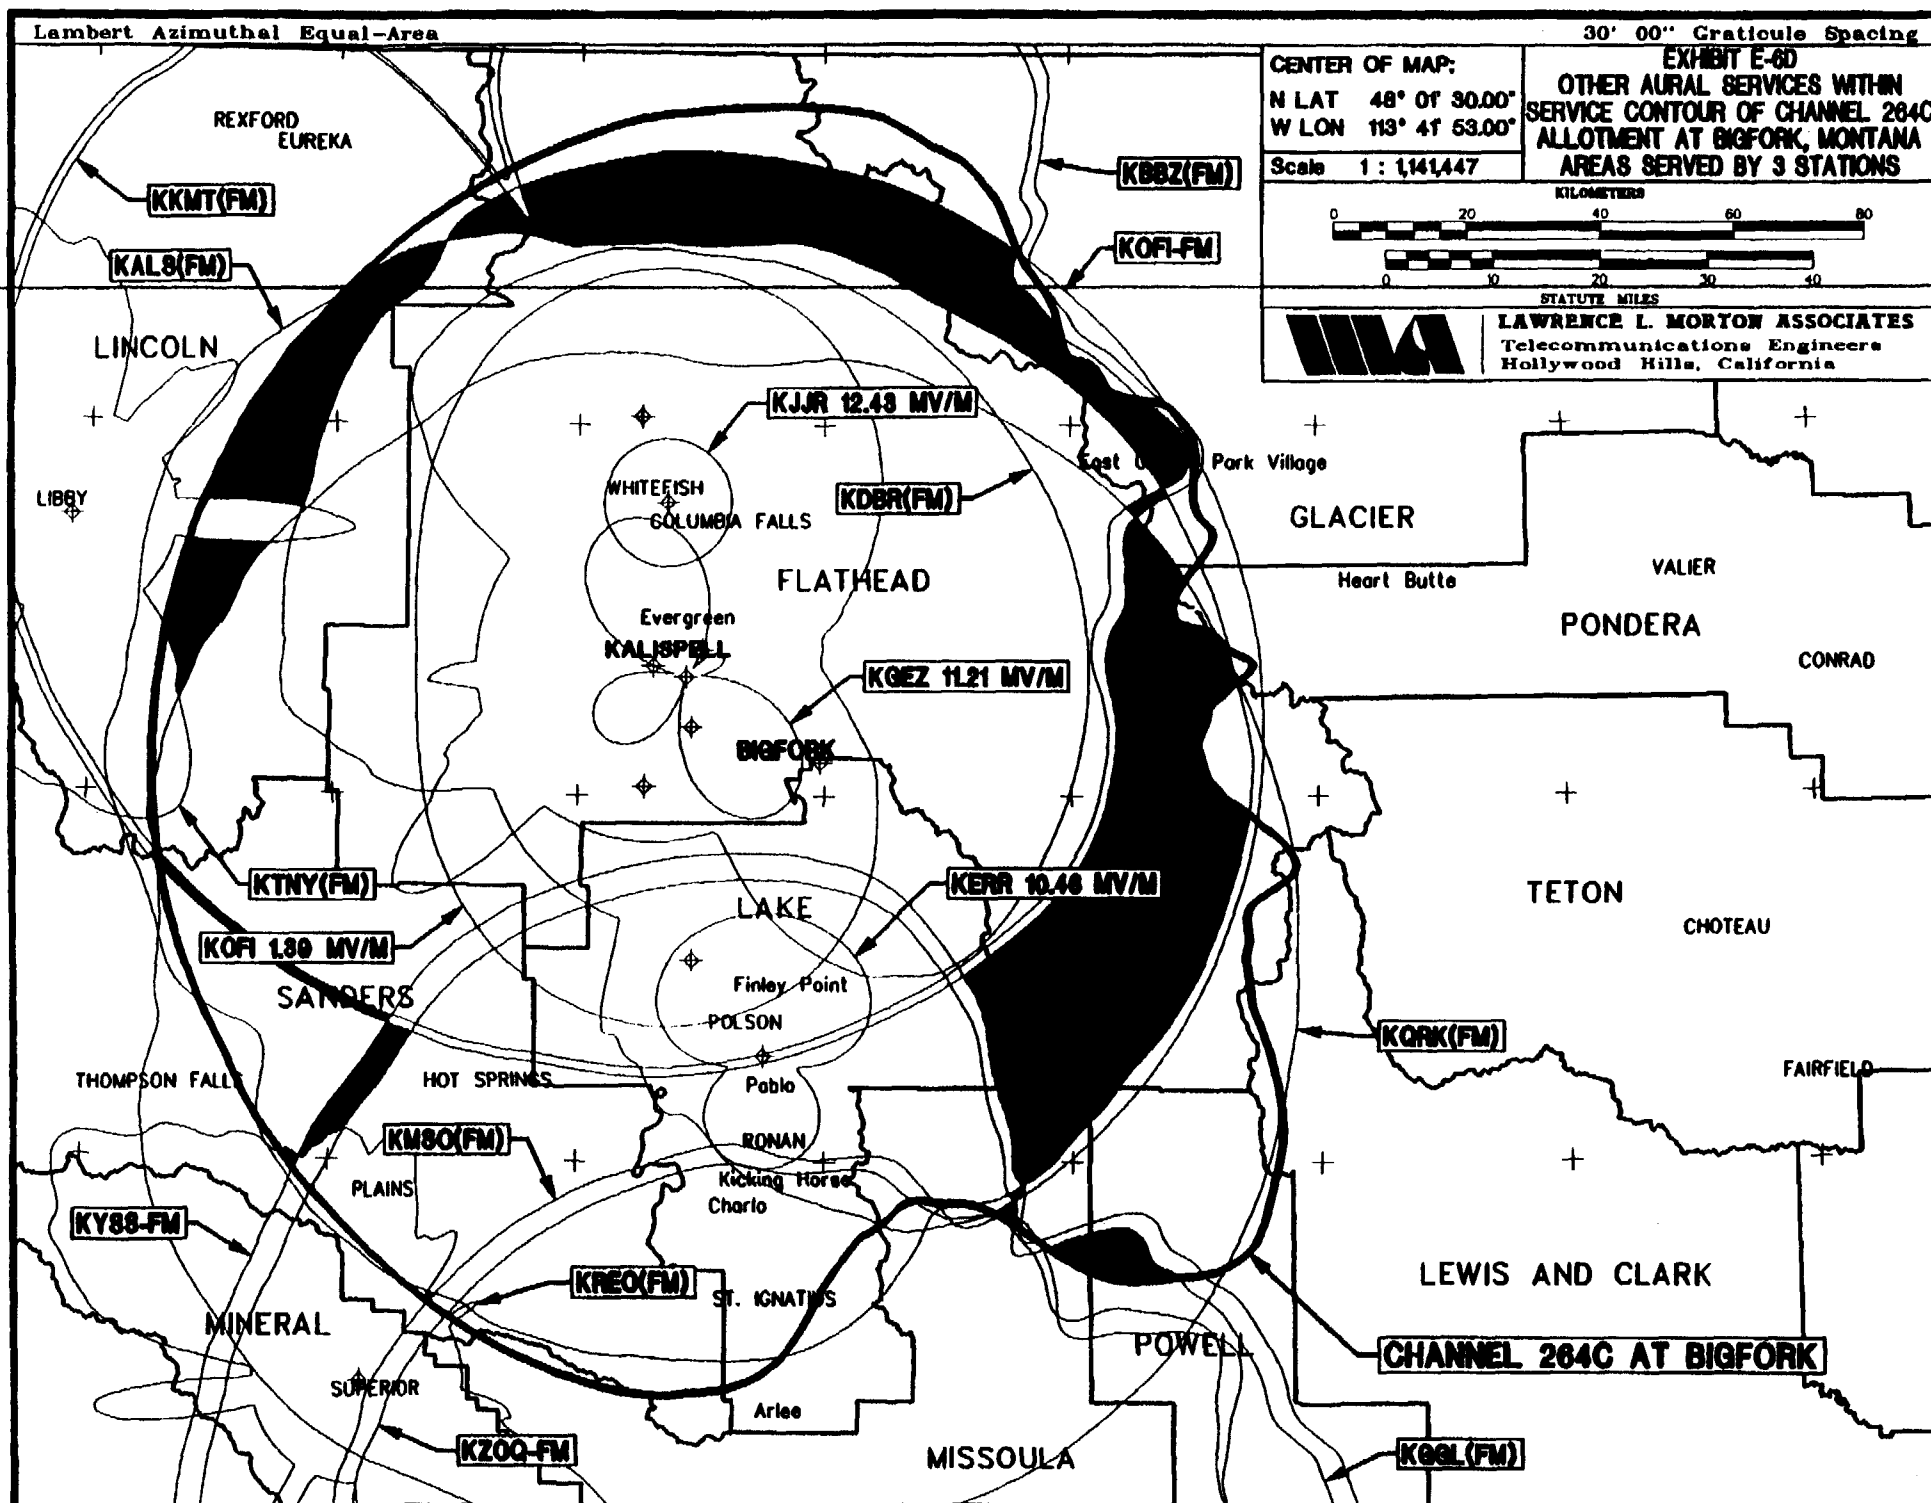 Lambert Azimuthal Equal-Area
30' 00" Graticule Spacing
CENTER OF MAP:
N LAT 48° 01' 30.00"
W LON 113° 41' 53.00"
Scale 1 : 1,141,447
EXHIBIT E-6D
OTHER AURAL SERVICES WITHIN
SERVICE CONTOUR OF CHANNEL 264C
ALLOTMENT AT BIGFORK, MONTANA
AREAS SERVED BY 3 STATIONS
KILOMETERS
0 20 40 60 80
0 10 20 30 40
STATUTE MILES
LAWRENCE L. MORTON ASSOCIATES
Telecommunications Engineers
Hollywood Hills, California
REXFORD
EUREKA
KKMT(FM)
KBBZ(FM)
KALS(FM)
KOFI-FM
LINCOLN
KJJR 12.43 MV/M
East
Park Village
WHITEFISH
KDBR(FM)
LIBBY
COLUMBIA FALLS
GLACIER
FLATHEAD
Heart Butte
VALIER
Evergreen
PONDERA
KALISPELL
CONRAD
KGEZ 11.21 MV/M
BIGFORK
KTNY(FM)
KERR 10.46 MV/M
TETON
LAKE
CHOTEAU
KOFI 1.39 MV/M
SANDERS
Finley Point
POLSON
KQRK(FM)
THOMPSON FALLS
HOT SPRINGS
Pablo
FAIRFIELD
KMSO(FM)
RONAN
PLAINS
Kicking Horse
Charlo
KYSS-FM
KREO(FM)
ST. IGNATIUS
LEWIS AND CLARK
MINERAL
POWELL
CHANNEL 264C AT BIGFORK
SUPERIOR
Arlee
KZOQ-FM
MISSOULA
KGGL(FM)